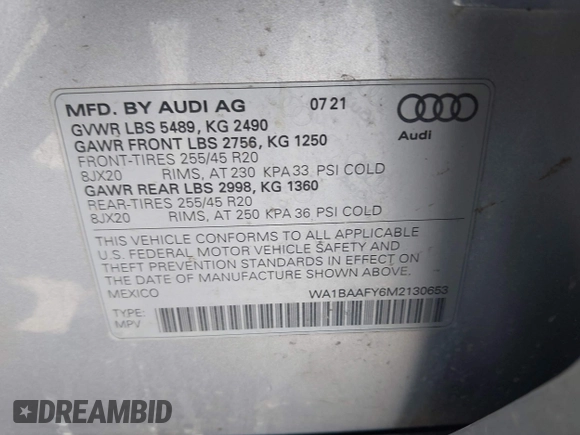 MFD. BY AUDI AG 07 21
GVWR LBS 5489, KG 2490
GAWR FRONT LBS 2756, KG 1250
FRONT-TIRES 255/45 R20
8JX20 RIMS, AT 230 KPA 33 PSI COLD
GAWR REAR LBS 2998, KG 1360
REAR-TIRES 255/45 R20
8JX20 RIMS, AT 250 KPA 36 PSI COLD
Audi
THIS VEHICLE CONFORMS TO ALL APPLICABLE
U.S. FEDERAL MOTOR VEHICLE SAFETY AND
THEFT PREVENTION STANDARDS IN EFFECT ON
THE DATE OF MANUFACTURE SHOWN ABOVE.
MEXICO WA1BAAFY6M2130653
TYPE:
MPV
DREAMBID